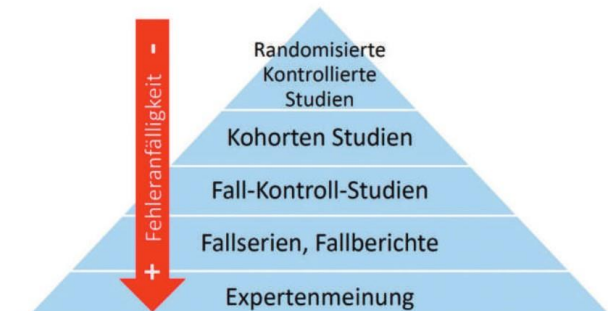 - Fehleranfälligkeit +
Randomisierte
Kontrollierte
Studien
Kohorten Studien
Fall-Kontroll-Studien
Fallserien, Fallberichte
Expertenmeinung